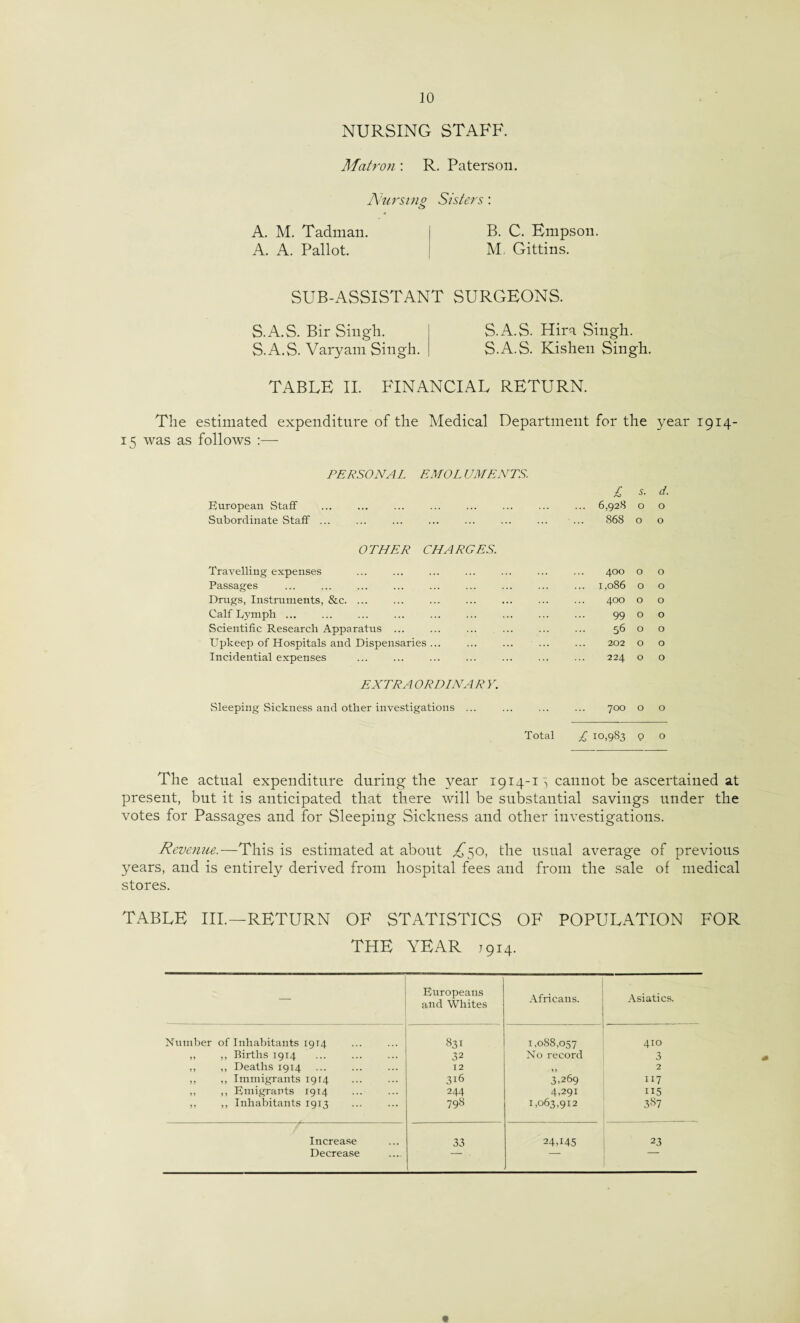 10
NURSING STAFF.
Matron : R. Paterson.
Nursing Sisters :
A. M. Tadman. B. C. Empson.
A. A. Pallot. M. Gittins.
SUB-ASSISTANT SURGEONS.
S.A.S. Bir Singh. S.A.S. Hira Singh.
S.A.S. Varyam Singh. S.A.S. Kishen Singh.
TABLE II. FINANCIAL RETURN.
The estimated expenditure of the Medical Department for the year 1914-
15 was as follows :—
PERSONAL EMOLUMENTS.
£ s. d.
European Staff ... ... ... ... ... ... ... ... 6,928 0 0
Subordinate Staff ... ... ... ... ... ... ... ... 868 0 0
OTHER CHARGES.
Travelling expenses ... ... ... ... ... ... ... 400 0 0
Passages ... ... ... ... ... ... ... ... ... 1,086 0 0
Drugs, Instruments, &c. ... ... ... ... ... ... ... 400 0 0
Calf Lymph ... ... ... ... ... ... ... ... ... 99 0 0
Scientific Research Apparatus ... ... ... ... ... ... 56 0 0
Upkeep of Hospitals and Dispensaries ... ... ... ... ... 202 0 0
Incidential expenses ... ... ... ... ... ... ... 224 0 0
EXTRAORDINARY.
Sleeping Sickness and other investigations ... ... ... ... 700 0 0
Total £ 10,983 0 0
The actual expenditure during the year 1914-15 cannot be ascertained at
present, but it is anticipated that there will be substantial savings under the
votes for Passages and for Sleeping Sickness and other investigations.
Revenue.—This is estimated at about £50, the usual average of previous
years, and is entirely derived from hospital fees and from the sale of medical
stores.
TABLE III.—RETURN OF STATISTICS OF POPULATION FOR
THE YEAR 1914.
— Europeans and Whites Africans. Asiatics.
Number of Inhabitants 1914 ... ... 831 1,088,057 410
,, ,, Births 1914 ... ... ... 32 No record 3
,, ,, Deaths 1914 ... ... ... 12 ,, 2
,, ,, Immigrants 1914 ... ... 316 3,269 117
,, ,, Emigrants 1914 ... ... 244 4,291 115
,, ,, Inhabitants 1913 ... ... 798 1,063,912 387
Increase ... 33 24,145 23
Decrease .... — — —